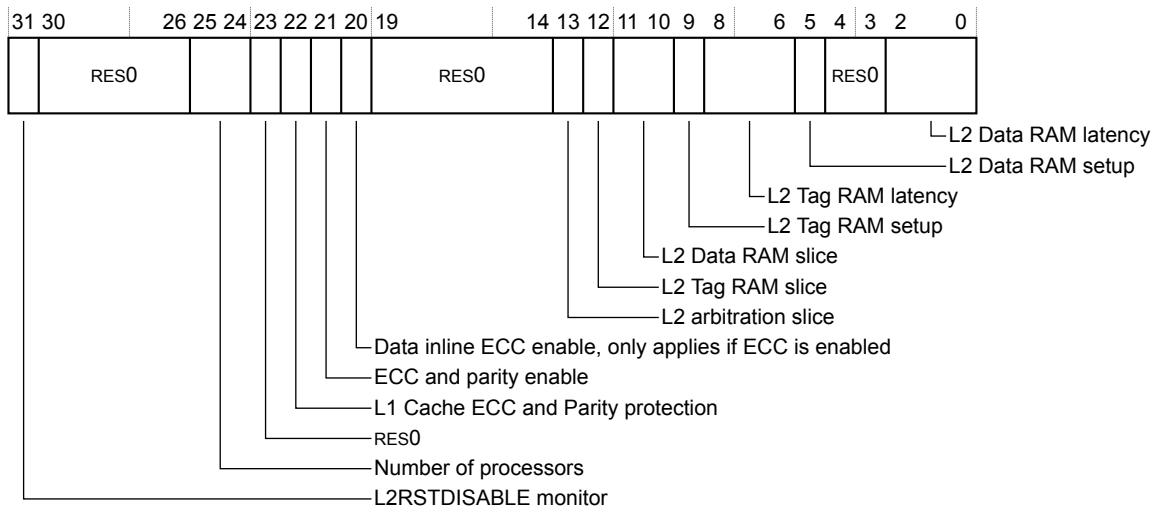 31 30 26 25 24 23 22 21 20 19 14 13 12 11 10 9 8 6 5 4 3 2 0
RES0 RES0 RES0
L2 Data RAM latency
L2 Data RAM setup
L2 Tag RAM latency
L2 Tag RAM setup
L2 Data RAM slice
L2 Tag RAM slice
L2 arbitration slice
Data inline ECC enable, only applies if ECC is enabled
ECC and parity enable
L1 Cache ECC and Parity protection
RES0
Number of processors
L2RSTDISABLE monitor